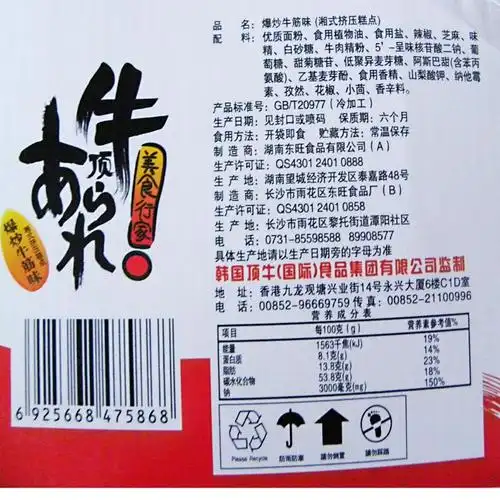 牛
頂
あられ
美食行家
爆炒牛筋味
6 925668 475868
品 名：爆炒牛筋味（湘式挤压糕点）
配 料：优质面粉、食用植物油、食用盐、辣椒、芝麻、味
精、白砂糖、牛肉精粉、5'-呈味核苷酸二钠、葡
萄糖、甜菊糖苷、低聚异麦芽糖、阿斯巴甜(含苯丙
氨酸)、乙基麦芽酚、食用香精、山梨酸钾、纳他霉
素、孜然、花椒、小茴、香辛料。
产品标准号：GB/T20977（冷加工）
生产日期：见封口或喷码 保质期：六个月
食用方法：开袋即食 贮藏方法：常温保存
制 造 商：湖南东旺食品有限公司（A）
生产许可证：QS4301 2401 0888
生 产 地：湖南望城经济开发区泰嘉路48号
制 造 商：长沙市雨花区东旺食品厂（B）
生产许可证：QS4301 2401 0858
生 产 地：长沙市雨花区黎托街道潭阳社区
电 话：0731-85598588 89908577
具体生产地请以生产日期旁的字母为准
韩国顶牛(国际)食品集团有限公司监制
地 址：香港九龙观塘兴业街14号永兴大厦6楼C1D室
电 话：00852-96669759 传真：00852-21100996
营 养 成 分 表
项目 每100克(g) 营养素参考值%
能量 1563千焦(kJ) 19%
蛋白质 8.1克(g) 14%
脂肪 13.8克(g) 23%
碳水化合物 53.8克(g) 18%
钠 3000毫克(mg) 150%
Please Recycle 防雨防塞 請勿倒置 請勿踩踏